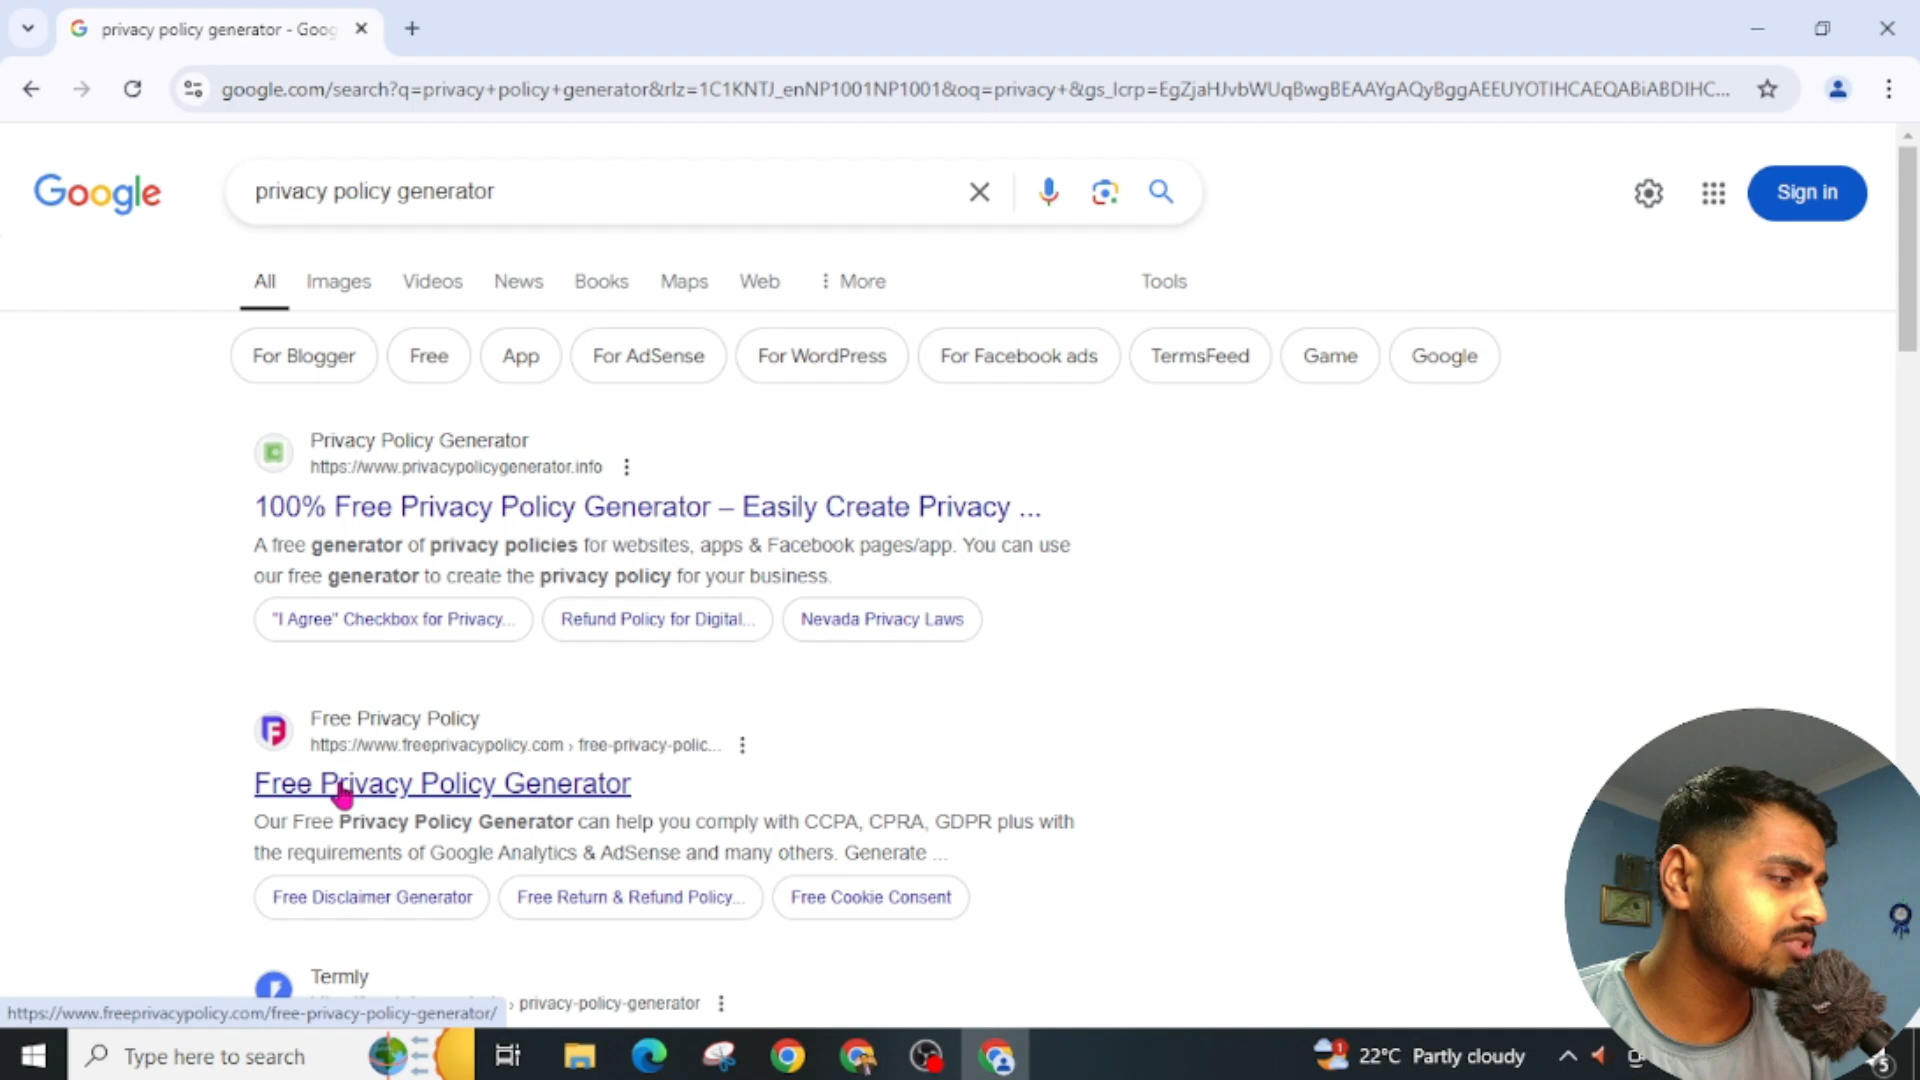 privacy policy generator - Goog
google.com/search?q=privacy+policy+generator&rlz=1C1KNTJ_enNP1001NP1001&oq=privacy+&gs_lcrp=EgZjaHJvbWUqBwgBEAAYgAQyBggAEEUYOTIHCAEQABiABDIHC...
Google
privacy policy generator
Sign in
All Images Videos News Books Maps Web More Tools
For Blogger Free App For AdSense For WordPress For Facebook ads TermsFeed Game Google
Privacy Policy Generator
https://www.privacypolicygenerator.info
100% Free Privacy Policy Generator – Easily Create Privacy ...
A free generator of privacy policies for websites, apps & Facebook pages/app. You can use
our free generator to create the privacy policy for your business.
"I Agree" Checkbox for Privacy... Refund Policy for Digital... Nevada Privacy Laws
Free Privacy Policy
https://www.freeprivacypolicy.com › free-privacy-polic...
Free Privacy Policy Generator
Our Free Privacy Policy Generator can help you comply with CCPA, CPRA, GDPR plus with
the requirements of Google Analytics & AdSense and many others. Generate ...
Free Disclaimer Generator Free Return & Refund Policy... Free Cookie Consent
Termly
› privacy-policy-generator
https://www.freeprivacypolicy.com/free-privacy-policy-generator/
Type here to search
1
22°C Partly cloudy
5